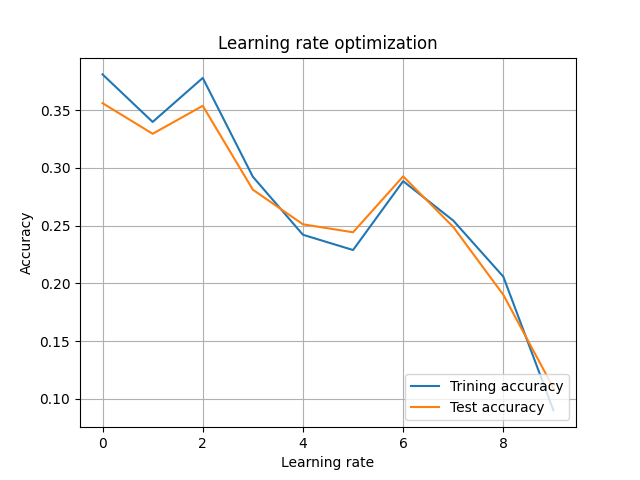 Learning rate optimization
Accuracy
0.35
0.30
0.25
0.20
0.15
0.10
Trining accuracy
Test accuracy
0 2 4 6 8
Learning rate